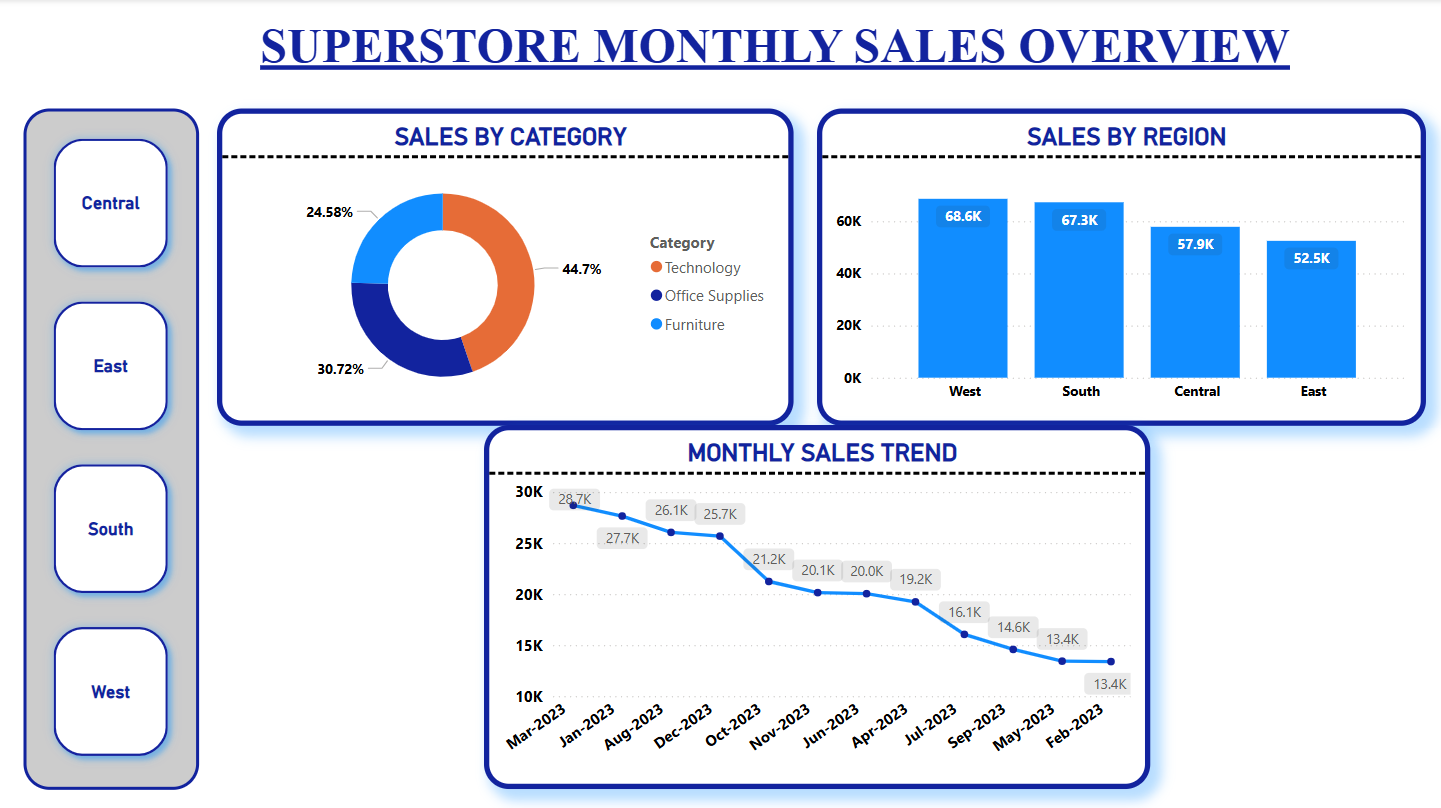 SUPERSTORE MONTHLY SALES OVERVIEW
Central
East
South
West
SALES BY CATEGORY
24.58%
44.7%
30.72%
Category
Technology
Office Supplies
Furniture
SALES BY REGION
60K
40K
20K
0K
68.6K
67.3K
57.9K
52.5K
West
South
Central
East
MONTHLY SALES TREND
30K
25K
20K
15K
10K
28.7K
27.7K
26.1K
25.7K
21.2K
20.1K
20.0K
19.2K
16.1K
14.6K
13.4K
13.4K
Mar-2023
Jan-2023
Aug-2023
Dec-2023
Oct-2023
Nov-2023
Jun-2023
Apr-2023
Jul-2023
Sep-2023
May-2023
Feb-2023